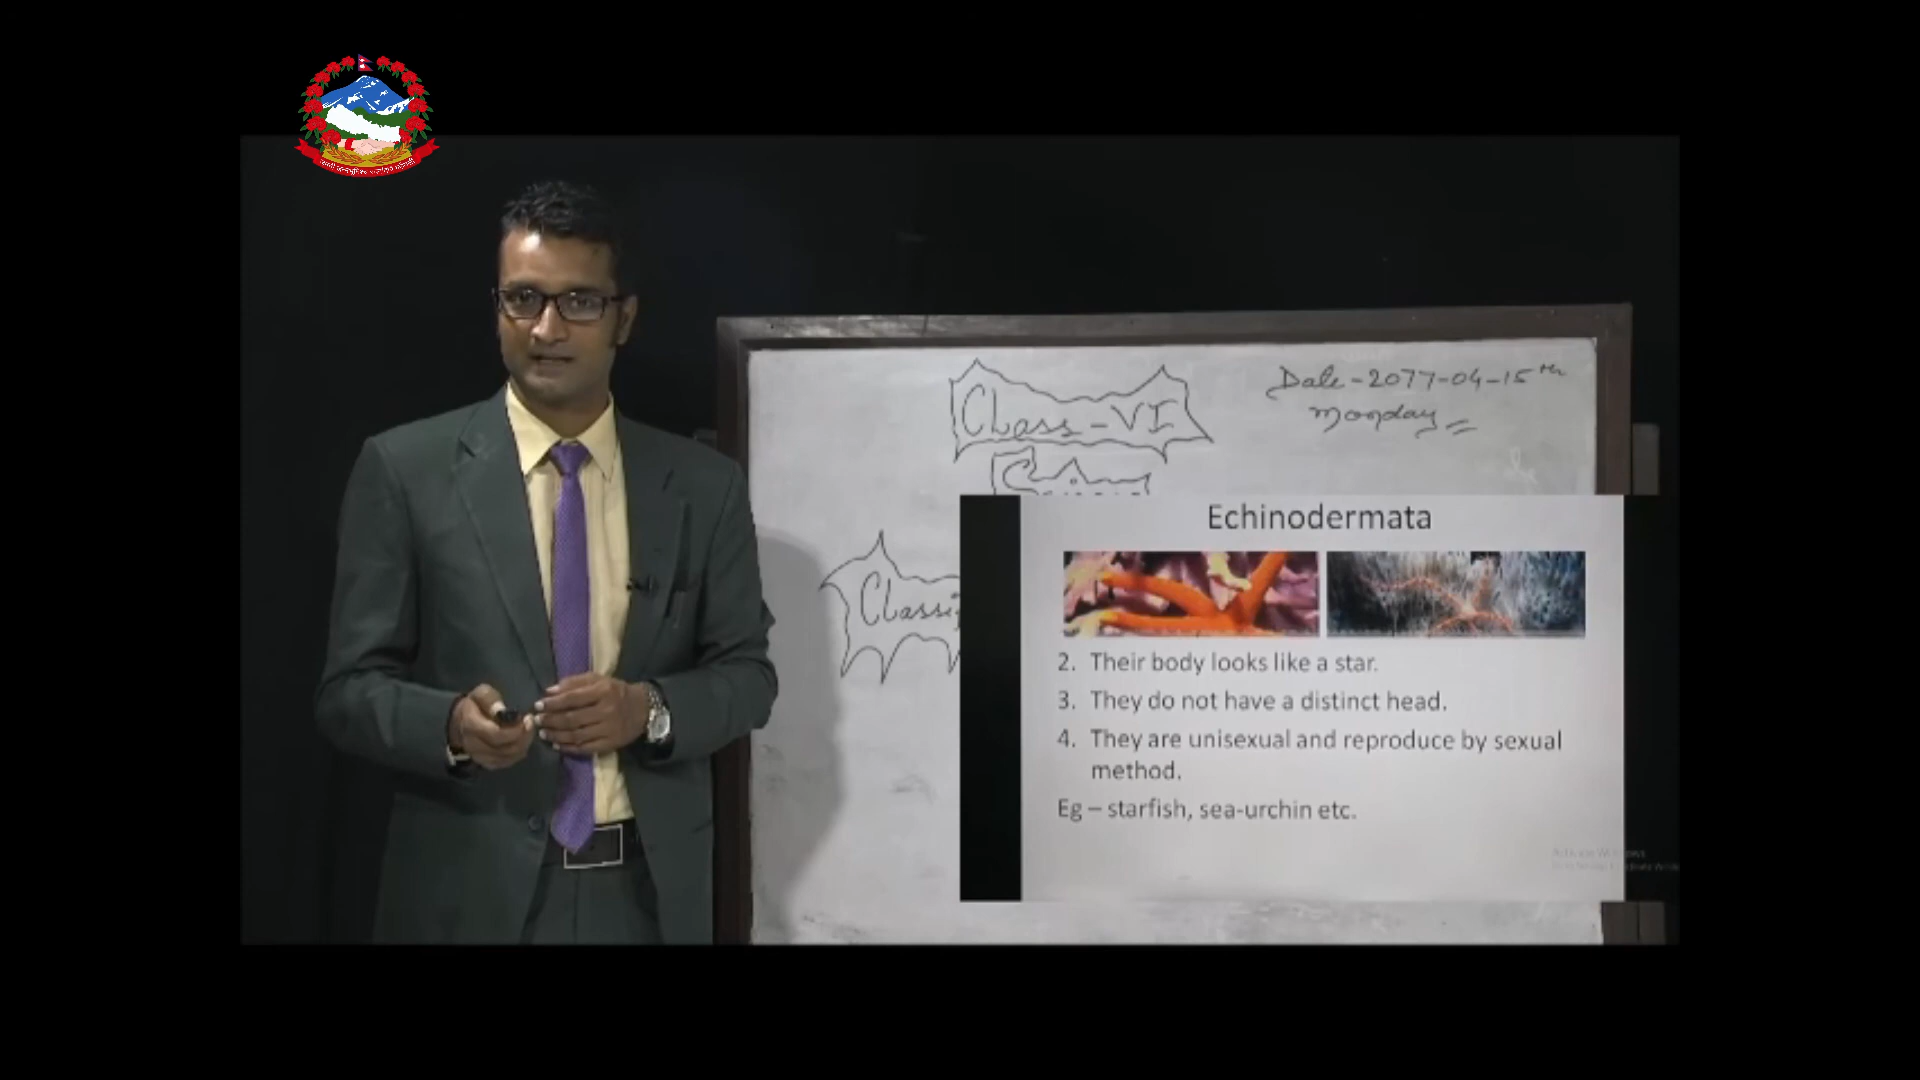 Class - VI
Date - 2077-04-15th
Monday
Echinodermata
2. Their body looks like a star.
3. They do not have a distinct head.
4. They are unisexual and reproduce by sexual
method.
Eg – starfish, sea-urchin etc.